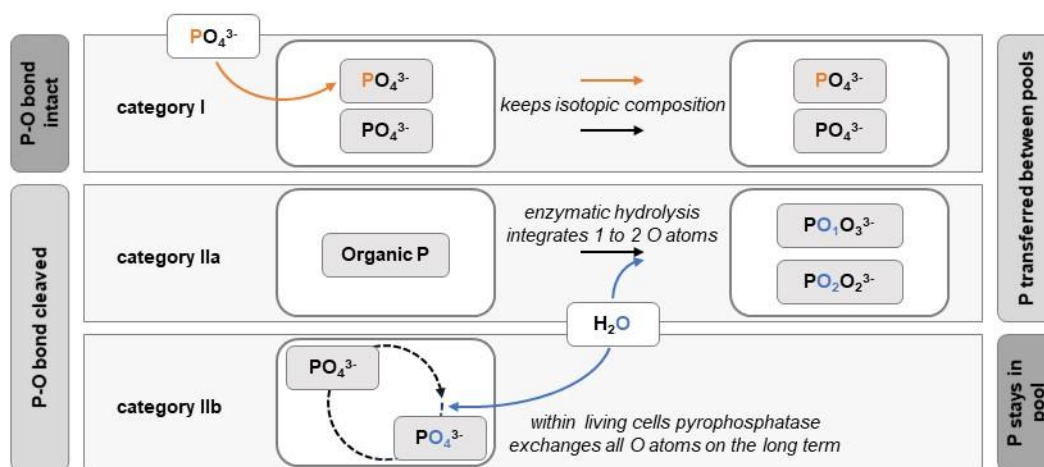 PO₄³⁻
P-O bond
intact
category I
PO₄³⁻
PO₄³⁻
keeps isotopic composition
PO₄³⁻
PO₄³⁻
P transferred between pools
P-O bond cleaved
category IIa
Organic P
enzymatic hydrolysis
integrates 1 to 2 O atoms
PO₁O₃³⁻
PO₂O₂³⁻
H₂O
category IIb
PO₄³⁻
PO₄³⁻
within living cells pyrophosphatase
exchanges all O atoms on the long term
P stays in
pool